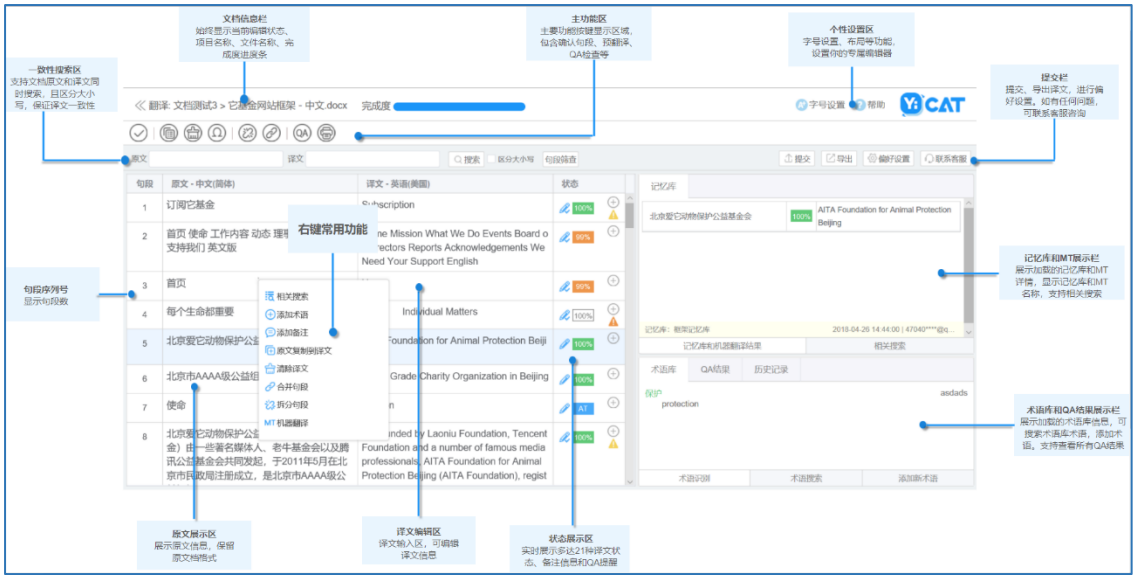 文档信息栏
始终显示当前编辑状态、
项目名称、文件名称、完
成度进度条
主功能区
主要功能按键显示区域，
包含确认句段、预翻译、
QA检查等
个性设置区
字号设置、布局等功能，
设置你的专属编辑器
一致性搜索区
支持文档原文和译文同
时搜索，且区分大小
写，保证译文一致性
提交栏
提交、导出译文，进行偏
好设置。如有任何问题，
可联系客服咨询
翻译: 文档测试3 > 它基金网站框架 - 中文.docx 完成度
字号设置 帮助 YiCAT
QA
原文 译文 搜索 区分大小写 句段筛查 提交 导出 偏好设置 联系客服
句段 原文 - 中文(简体) 译文 - 英语(美国) 状态
1 订阅它基金 Subscription 100%
2 首页 使命 工作内容 动态 理事
支持我们 英文版
me Mission What We Do Events Board o
rectors Reports Acknowledgements We
Need Your Support English
99%
右键常用功能
3 首页 99%
4 每个生命都重要 Individual Matters 100%
5 北京爱它动物保护公益 Foundation for Animal Protection Beiji 100%
6 北京市AAAA级公益组 Grade Charity Organization in Beijing 100%
7 使命 n AT
8 北京爱它动物保护公益
金）由一些著名媒体人、老牛基金会以及腾
讯公益基金会共同发起，于2011年5月在北
京市民政局注册成立，是北京市AAAA级公
nded by Laoniu Foundation, Tencent
Foundation and a number of famous media
professionals, AITA Foundation for Animal
Protection Beijing (AITA Foundation), regist
100%
相关搜索
添加术语
添加备注
原文复制到译文
清除译文
合并句段
拆分句段
MT 机器翻译
记忆库
北京爱它动物保护公益基金会 100% AITA Foundation for Animal Protection
Beijing
记忆库：框架记忆库 2018-04-26 14:44:00 | 47040****@q...
记忆库和机器翻译结果 相关搜索
术语库 QA结果 历史记录
保护 asdads
protection
术语识别 术语搜索 添加新术语
句段序列号
显示句段数
记忆库和MT展示栏
展示加载的记忆库和MT
详情，显示记忆库和MT
名称，支持相关搜索
术语库和QA结果展示栏
展示加载的术语库信息，可
搜索术语库术语，添加术
语。支持查看所有QA结果
原文展示区
展示原文信息，保留
原文档格式
译文编辑区
译文输入区，可编辑
译文信息
状态展示区
实时展示多达21种译文状
态、备注信息和QA提醒